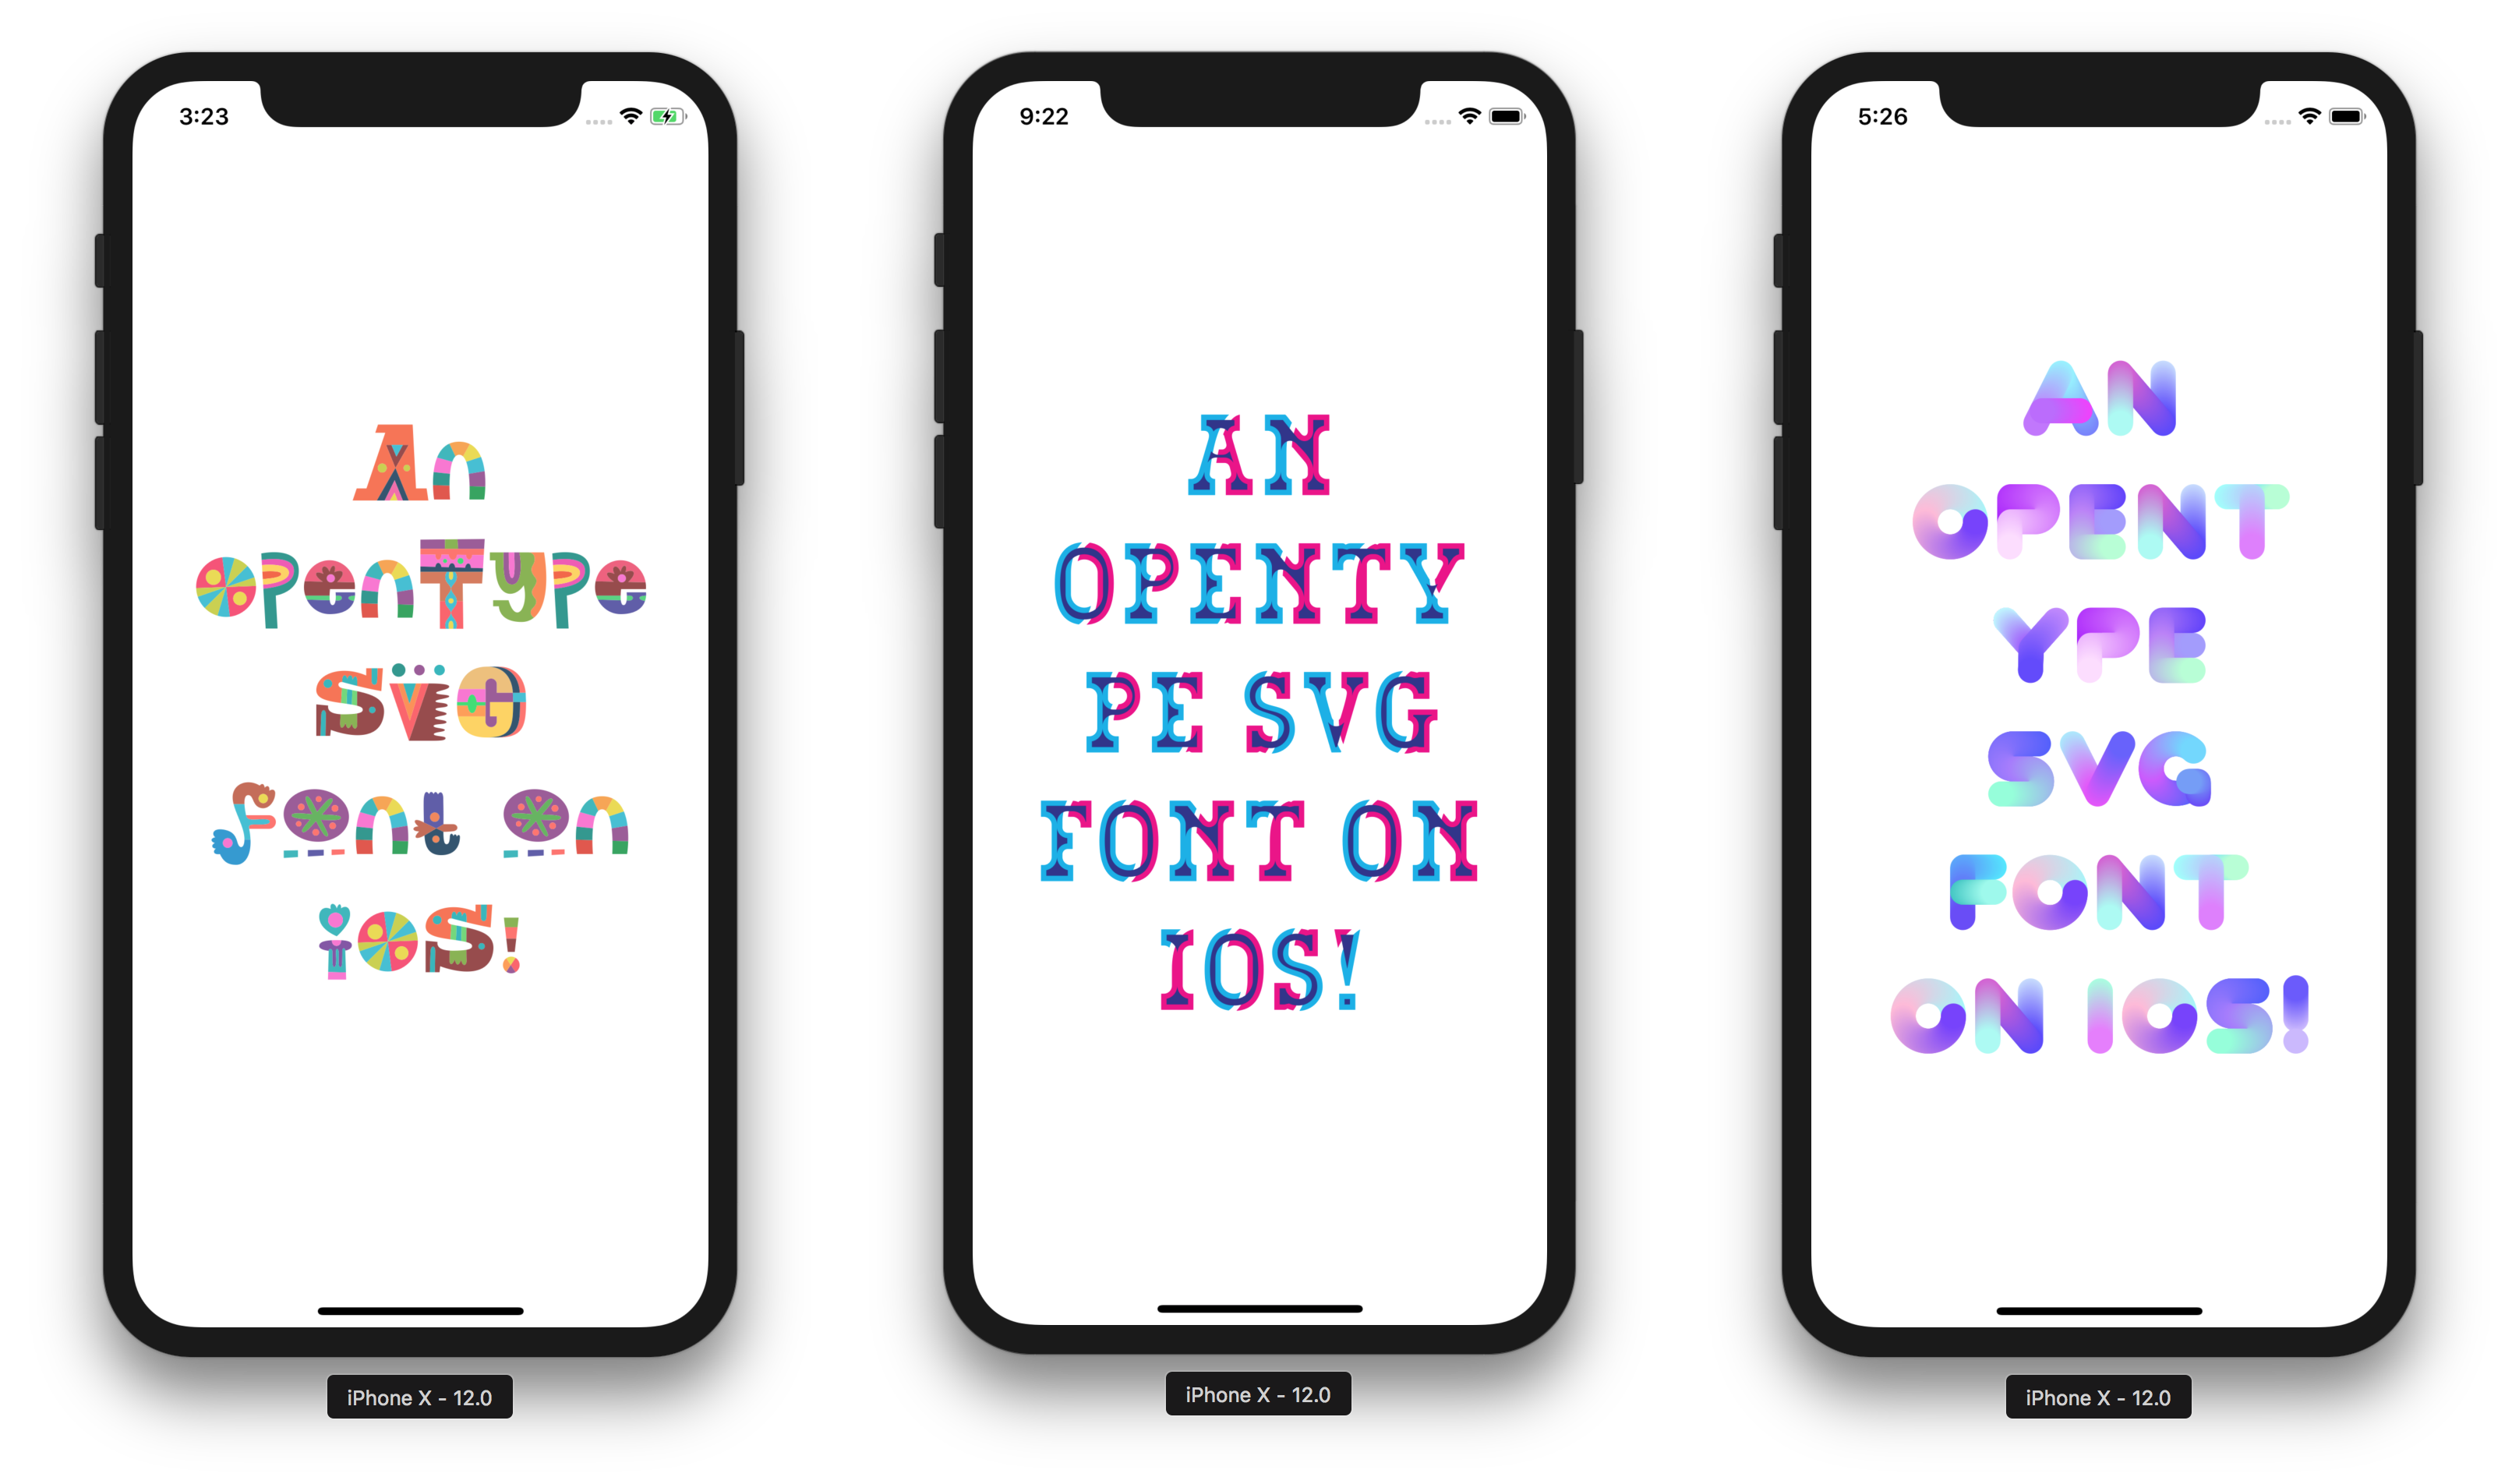 3:23
An
openType
SVG
font on
ioS!
iPhone X - 12.0
9:22
AN
OPENTY
PE SVG
FONT ON
IOS!
iPhone X - 12.0
5:26
AN
OPENT
YPE
SVG
FONT
ON IOS!
iPhone X - 12.0